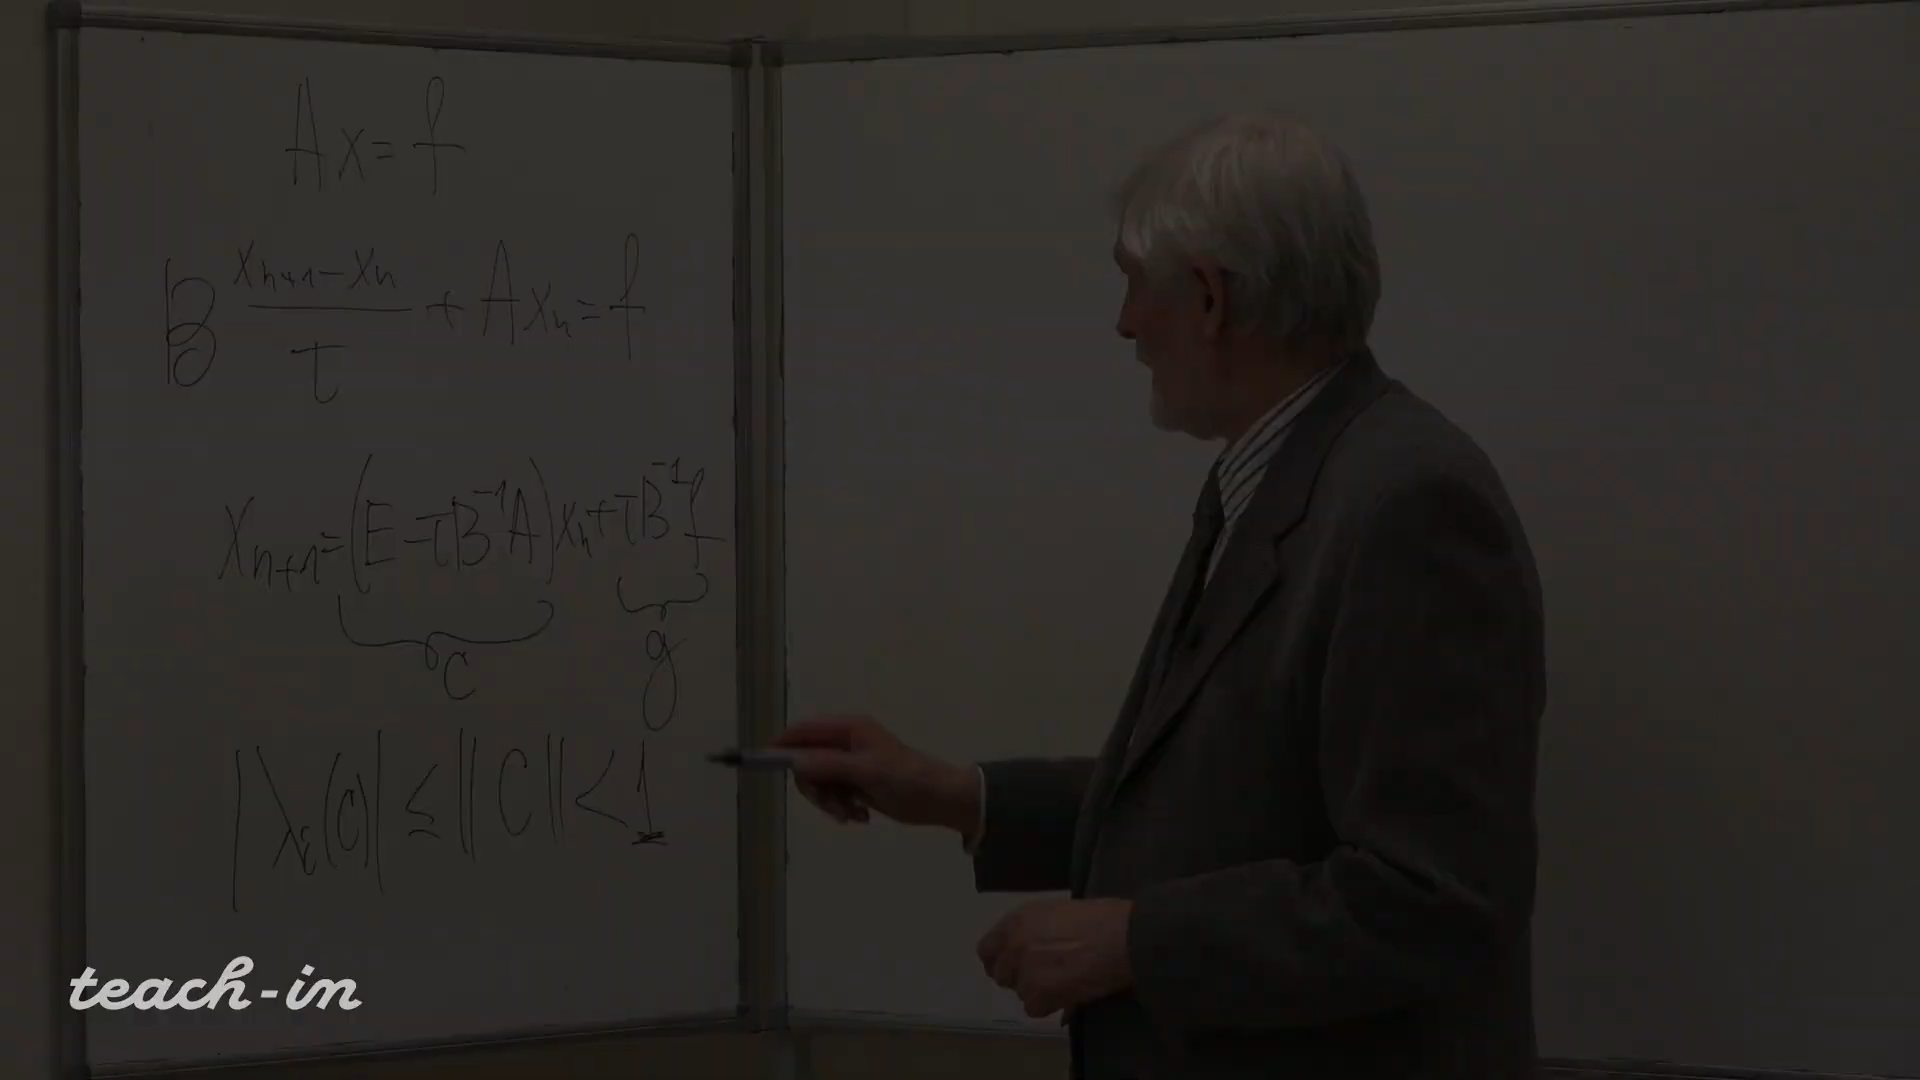 Ax = f
B (x_{n+1} - x_n)/τ + Ax_n = f
x_{n+1} = (E - τB^{-1}A)x_n + τB^{-1}f
C g
|λ_i(C)| ≤ ||C|| < 1
teach-in